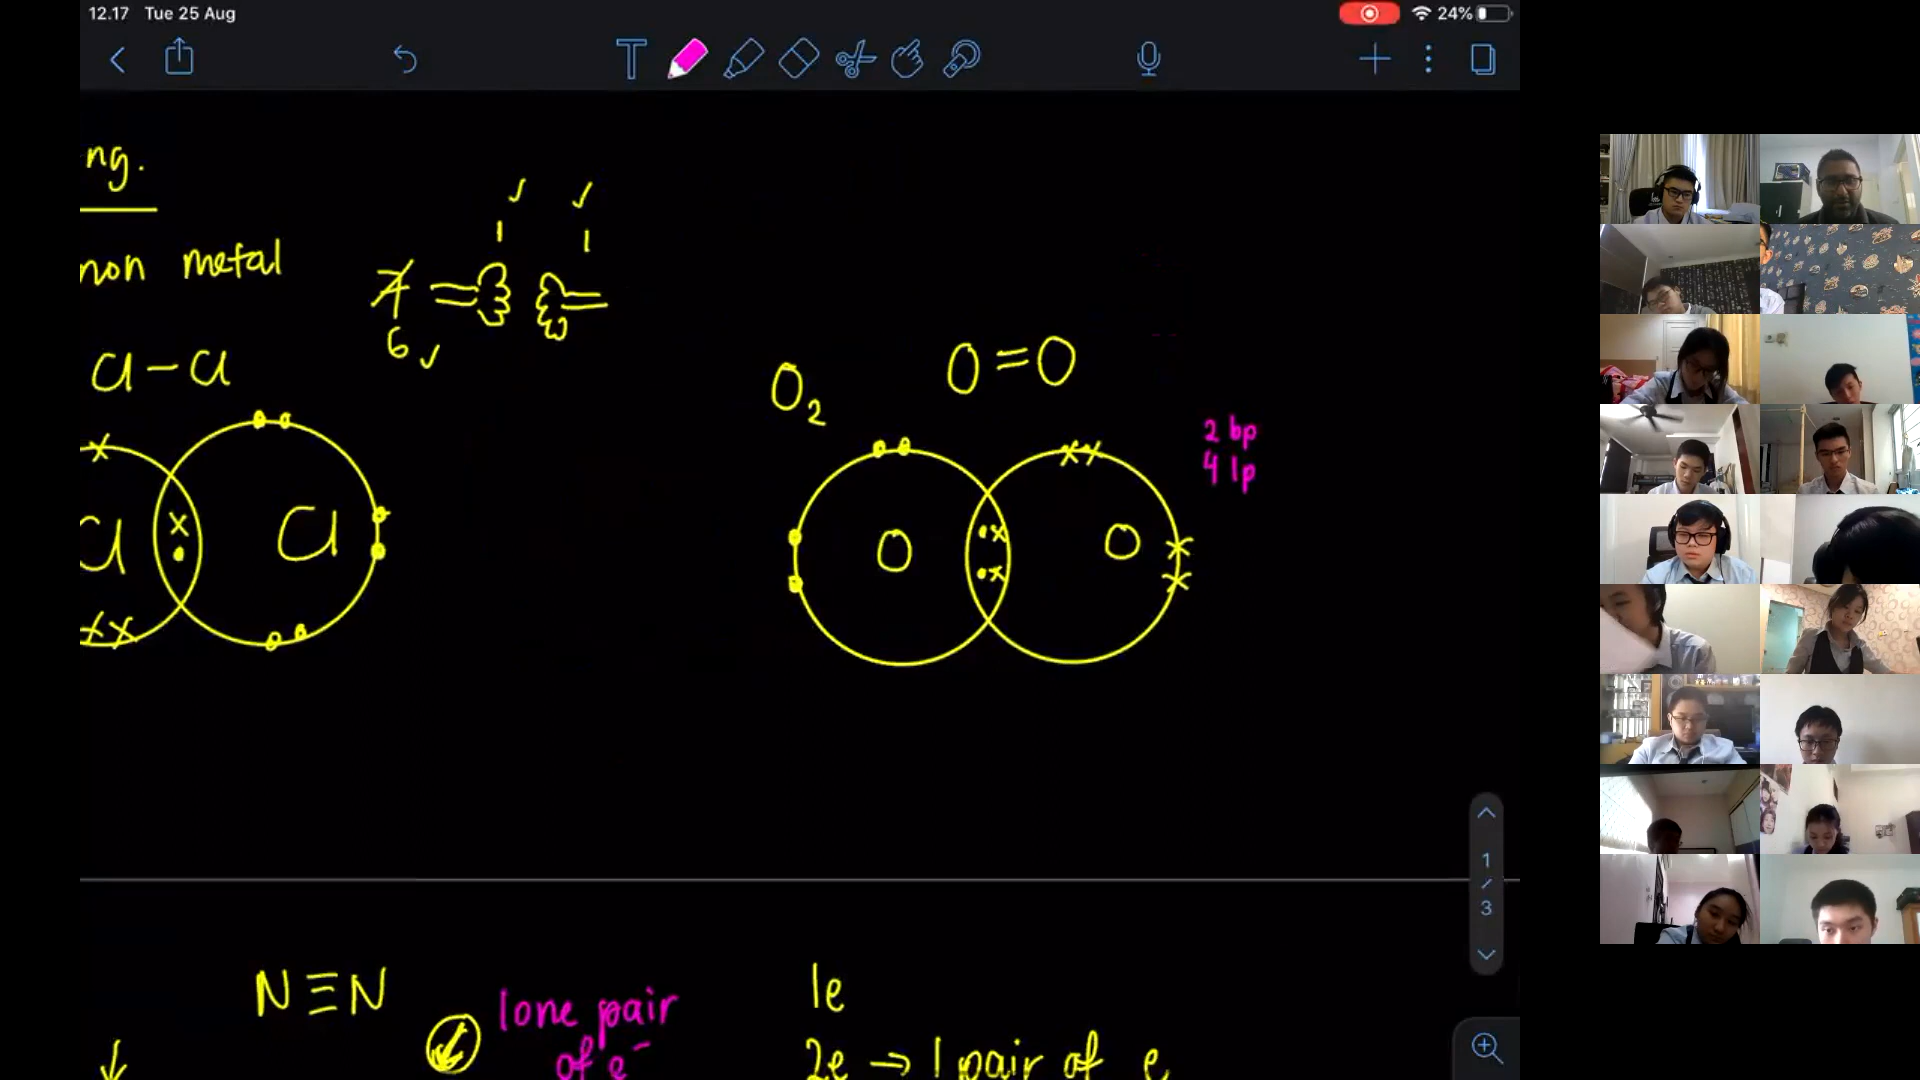 12.17 Tue 25 Aug
24%
T
ng.
non metal
7
6
Cl-Cl
Cl
Cl
O2
O=O
O
O
2 bp
4 lp
1
/
3
N≡N
lone pair
of e-
1e
2e → 1 pair of e